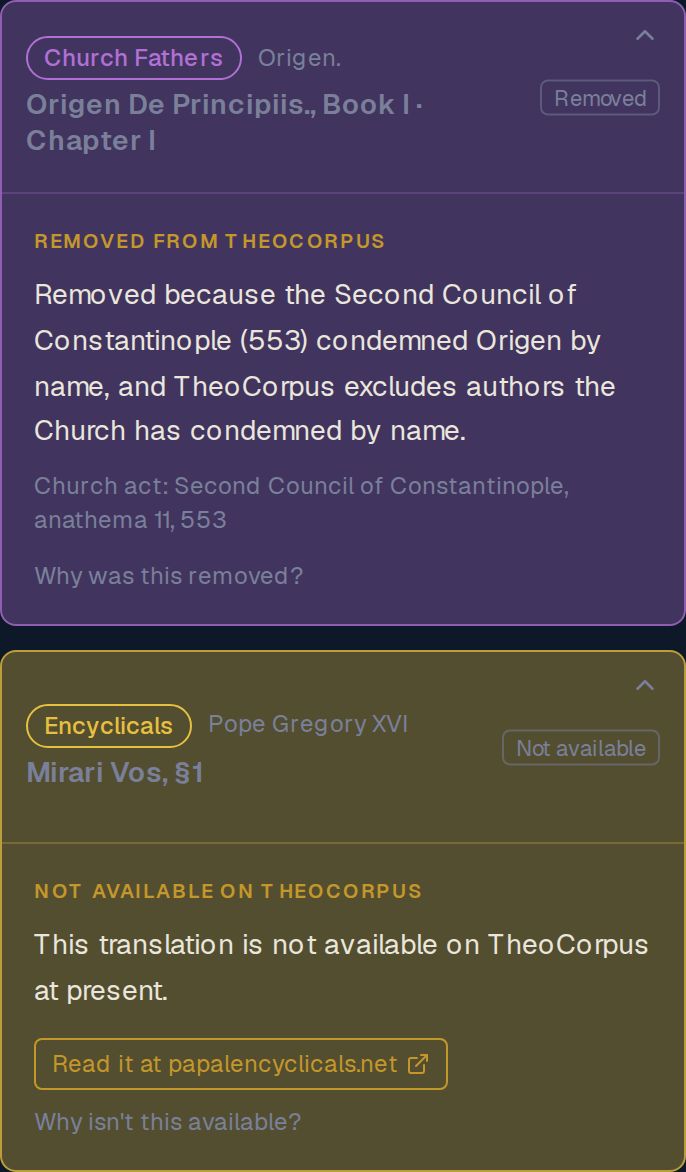 Church Fathers Origen.
Origen De Principiis., Book I ·
Chapter I
Removed
REMOVED FROM THEOCORPUS
Removed because the Second Council of
Constantinople (553) condemned Origen by
name, and TheoCorpus excludes authors the
Church has condemned by name.
Church act: Second Council of Constantinople,
anathema 11, 553
Why was this removed?
Encyclicals Pope Gregory XVI
Mirari Vos, §1
Not available
NOT AVAILABLE ON THEOCORPUS
This translation is not available on TheoCorpus
at present.
Read it at papalencyclicals.net
Why isn't this available?